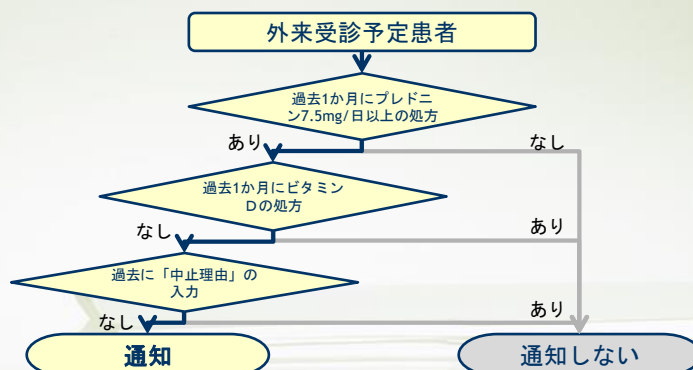 外来受診予定患者
過去1か月にプレドニ
ン7.5mg/日以上の処方
あり
なし
過去1か月にビタミン
Dの処方
なし
あり
過去に「中止理由」の
入力
なし
あり
通知
通知しない